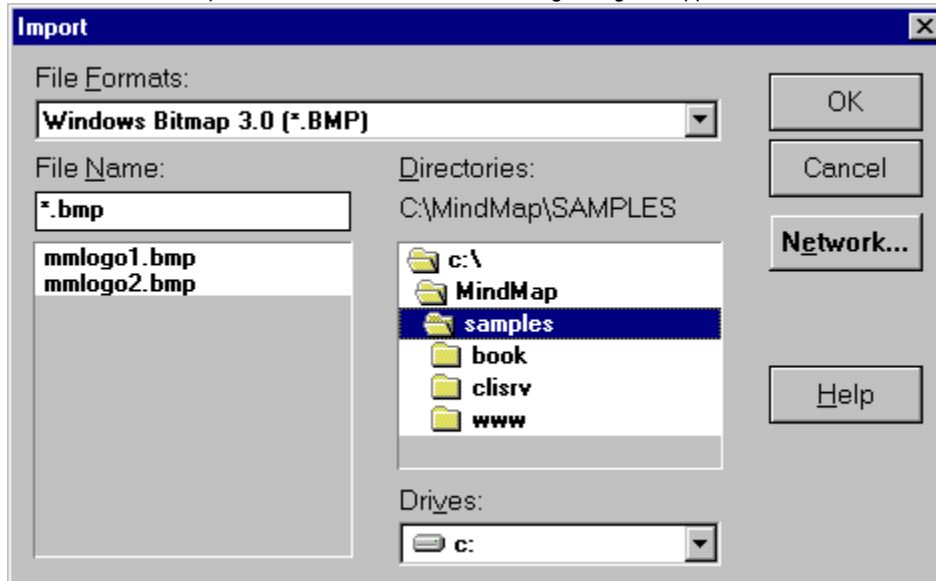 Import
File Formats:
Windows Bitmap 3.0 (*.BMP)
OK
Cancel
Network...
Help
File Name:
*.bmp
mmlogo1.bmp
mmlogo2.bmp
Directories:
C:\MindMap\SAMPLES
c:\
MindMap
samples
book
clisrv
www
Drives:
c: